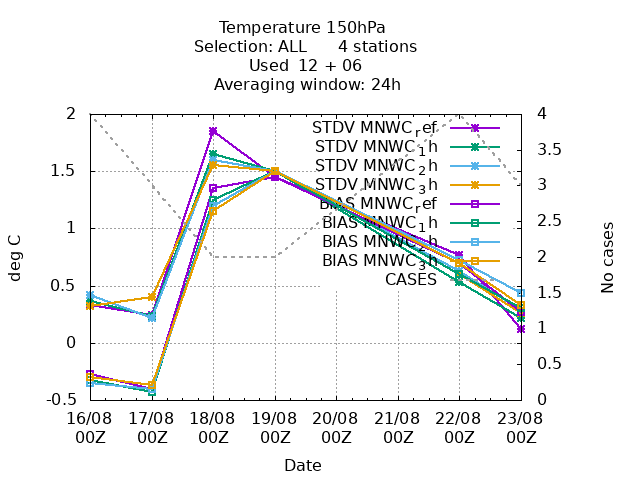 Temperature 150hPa
Selection: ALL 4 stations
Used 12 + 06
Averaging window: 24h
2
1.5
1
0.5
0
-0.5
4
3.5
3
2.5
2
1.5
1
0.5
0
deg C
No cases
STDV MNWC_ref
STDV MNWC_1h
STDV MNWC_2h
STDV MNWC_3h
BIAS MNWC_ref
BIAS MNWC_1h
BIAS MNWC_2h
BIAS MNWC_3h
CASES
16/08 17/08 18/08 19/08 20/08 21/08 22/08 23/08
00Z 00Z 00Z 00Z 00Z 00Z 00Z 00Z
Date